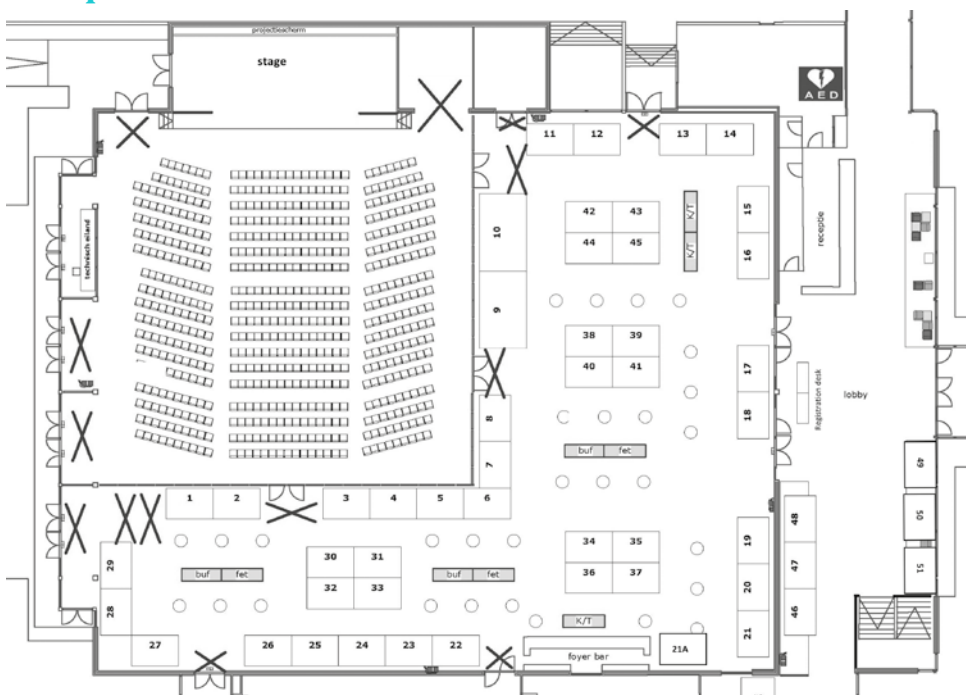 projectiescherm
stage
AED
11 12 13 14
technisch eiland
10
42 43
44 45
K/T
K/T
15
16
receptie
9
38 39
40 41
17
18
Registration desk
lobby
8
7
buf fet
49
50
51
1 2 3 4 5 6
48
47
46
30 31
32 33
34 35
36 37
19
20
21
29
28
buf fet
buf fet
K/T
27 26 25 24 23 22
foyer bar
21A